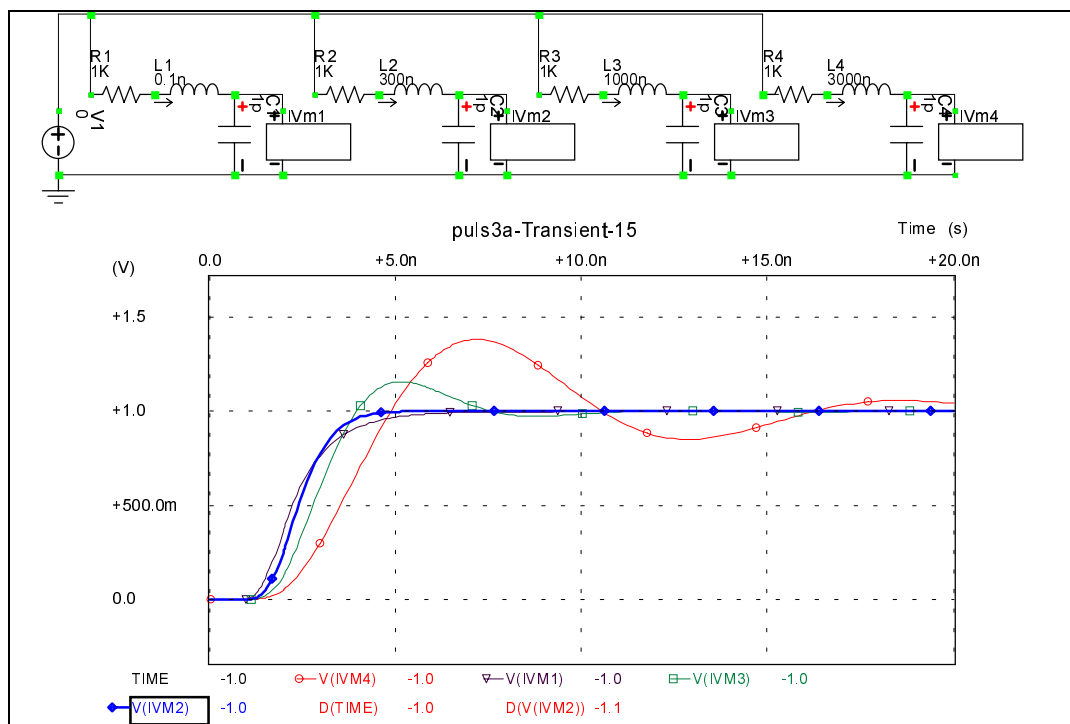 R1
1K
L1
0.1n
C1
1p
IVm1
R2
1K
L2
300n
C2
1p
IVm2
R3
1K
L3
1000n
C3
1p
IVm3
R4
1K
L4
3000n
C4
1p
IVm4
V1
0
puls3a-Transient-15
Time (s)
(V)
0.0 +5.0n +10.0n +15.0n +20.0n
+1.5
+1.0
+500.0m
0.0
TIME -1.0 V(IVM4) -1.0 V(IVM1) -1.0 V(IVM3) -1.0
V(IVM2) -1.0 D(TIME) -1.0 D(V(IVM2)) -1.1